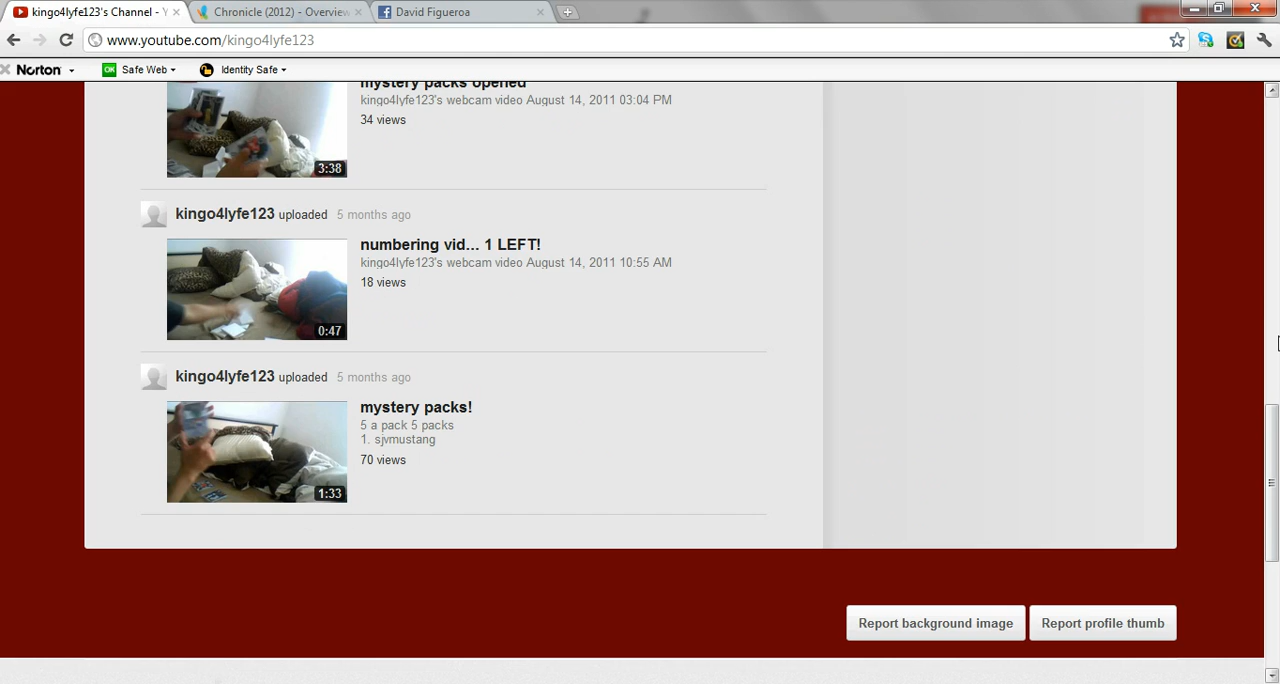 kingo4lyfe123's Channel - Y
Chronicle (2012) - Overview
David Figueroa
www.youtube.com/kingo4lyfe123
Norton
OK Safe Web
Identity Safe
mystery packs opened
kingo4lyfe123's webcam video August 14, 2011 03:04 PM
34 views
3:38
kingo4lyfe123 uploaded 5 months ago
numbering vid... 1 LEFT!
kingo4lyfe123's webcam video August 14, 2011 10:55 AM
18 views
0:47
kingo4lyfe123 uploaded 5 months ago
mystery packs!
5 a pack 5 packs
1. sjvmustang
70 views
1:33
Report background image
Report profile thumb